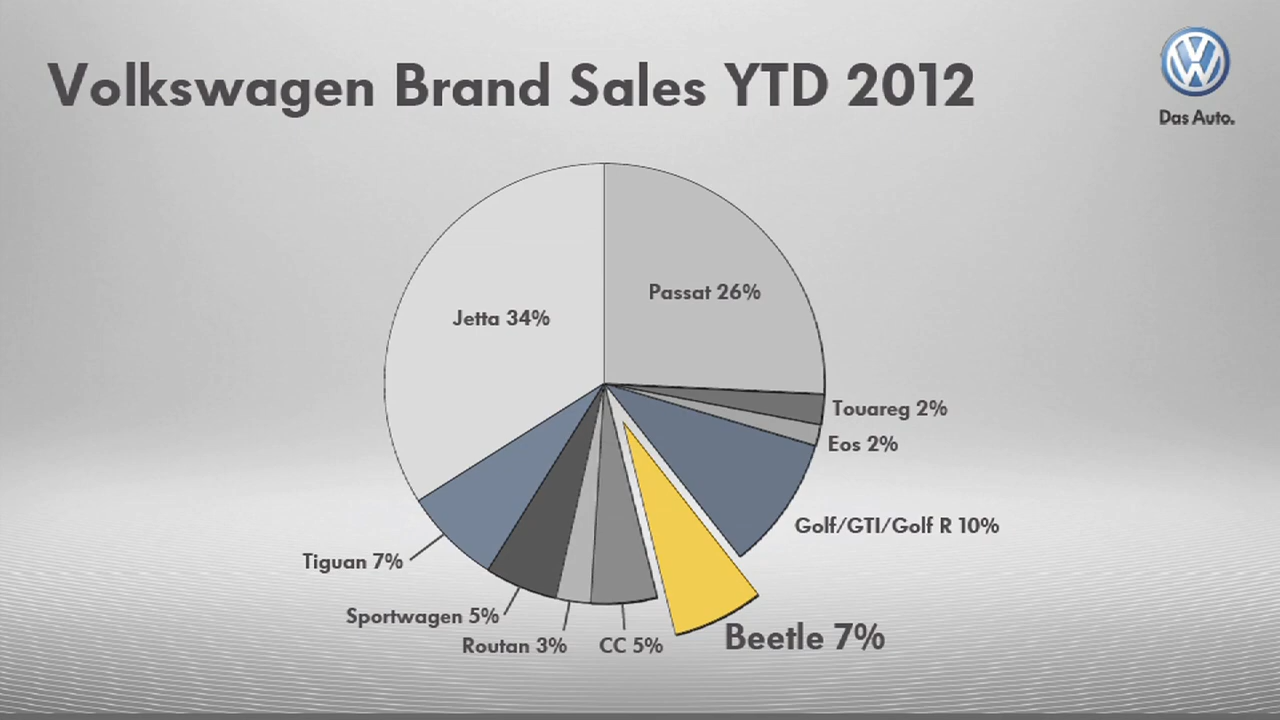 Volkswagen Brand Sales YTD 2012
Das Auto.
Passat 26%
Jetta 34%
Touareg 2%
Eos 2%
Golf/GTI/Golf R 10%
Tiguan 7%
Sportwagen 5%
Routan 3%
CC 5%
Beetle 7%